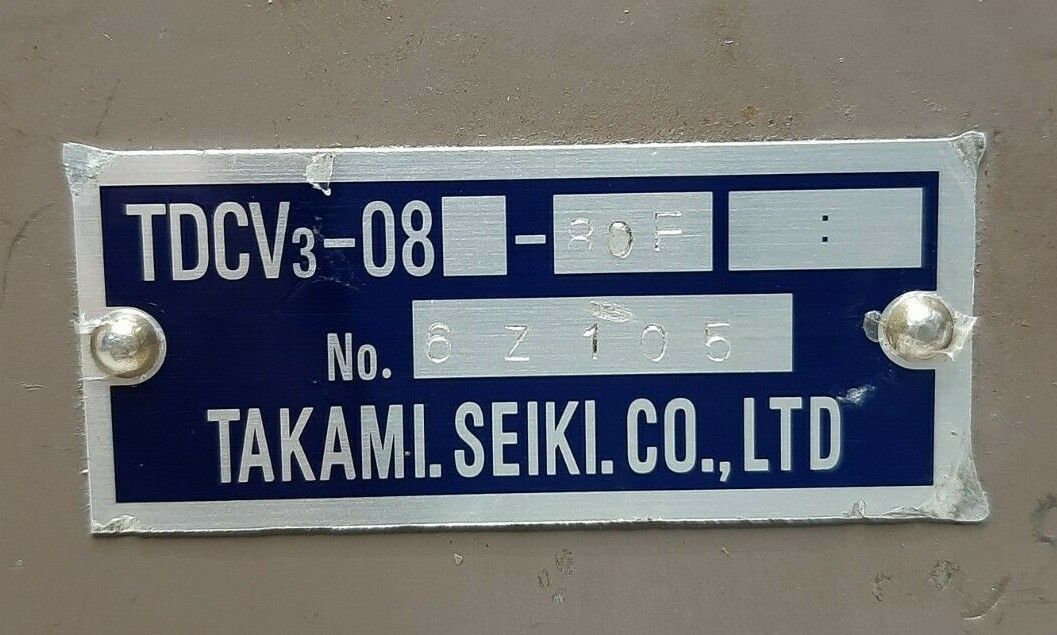 TDCV3-08 -80F :
No. 6Z105
TAKAMI.SEIKI.CO.,LTD